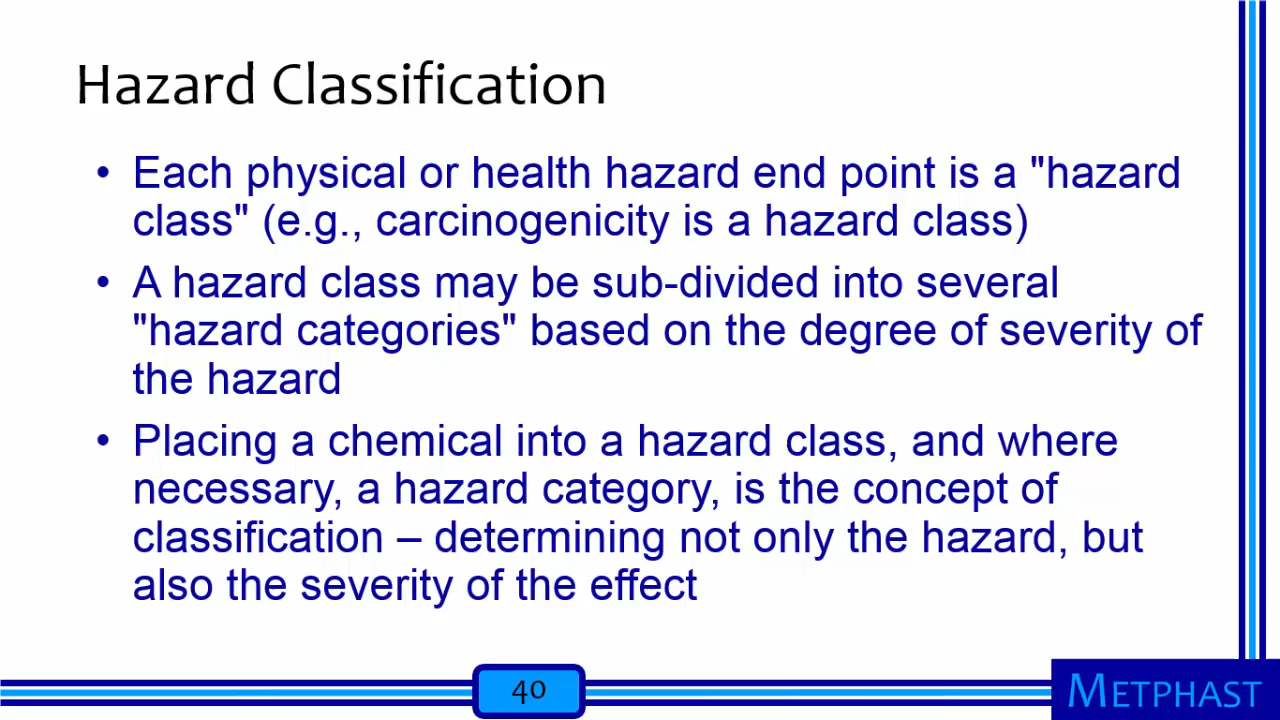 Hazard Classification
• Each physical or health hazard end point is a "hazard
class" (e.g., carcinogenicity is a hazard class)
• A hazard class may be sub-divided into several
"hazard categories" based on the degree of severity of
the hazard
• Placing a chemical into a hazard class, and where
necessary, a hazard category, is the concept of
classification – determining not only the hazard, but
also the severity of the effect
40
METPHAST